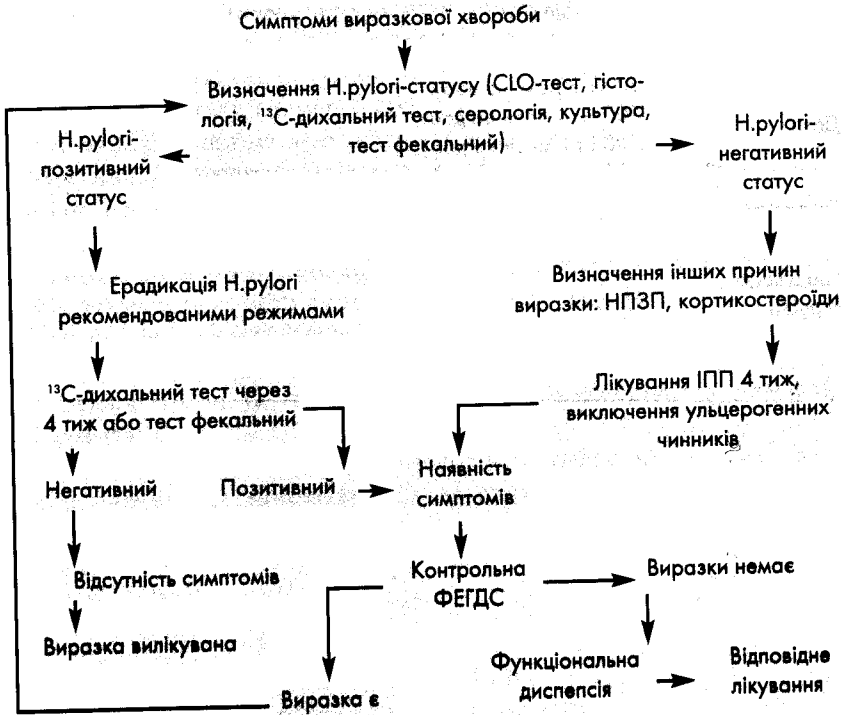 Симптоми виразкової хвороби
Визначення H.pylori-статусу (CLO-тест, гісто-
логія, ¹³С-дихальний тест, серологія, культура,
тест фекальний)
H.pylori-
позитивний
статус
H.pylori-
негативний
статус
Ерадикація H.pylori
рекомендованими режимами
Визначення інших причин
виразки: НПЗП, кортикостероїди
¹³С-дихальний тест через
4 тиж або тест фекальний
Лікування ІПП 4 тиж,
виключення ульцерогенних
чинників
Негативний
Позитивний
Наявність
симптомів
Відсутність симптомів
Контрольна
ФЕГДС
Виразки немає
Виразка вилікувана
Функціональна
диспепсія
Відповідне
лікування
Виразка є